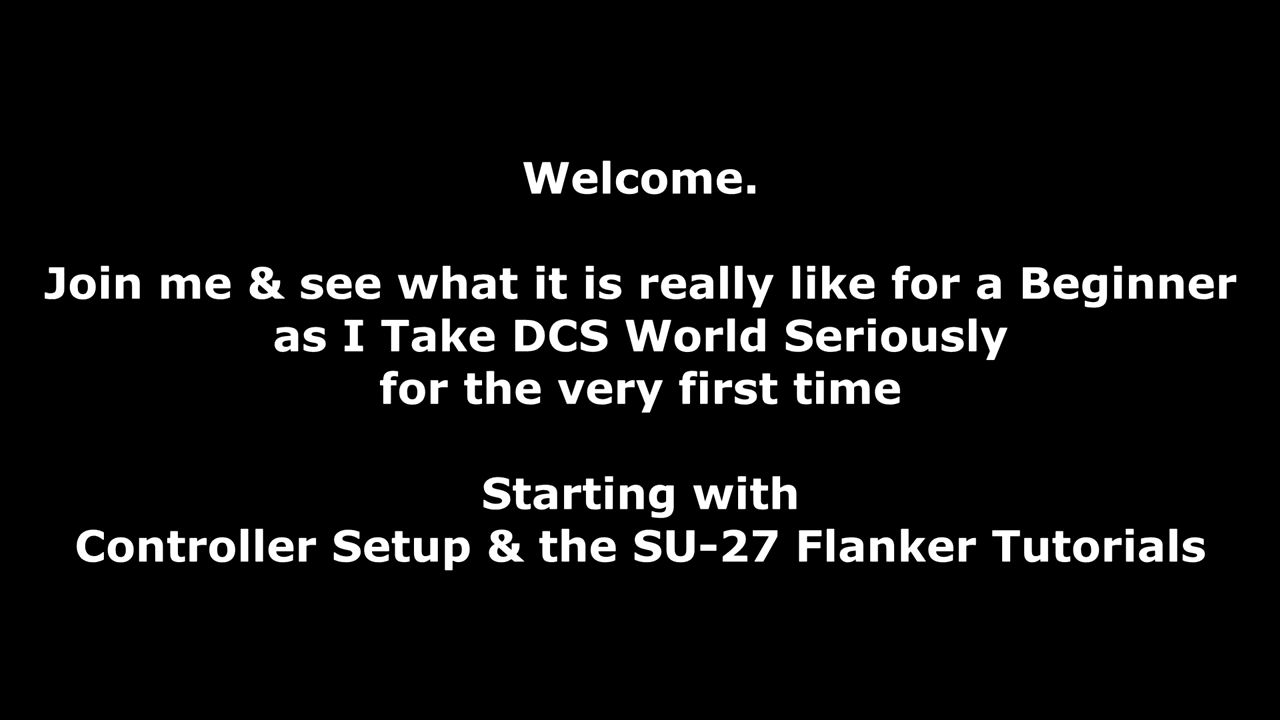 Welcome.
Join me & see what it is really like for a Beginner
as I Take DCS World Seriously
for the very first time
Starting with
Controller Setup & the SU-27 Flanker Tutorials